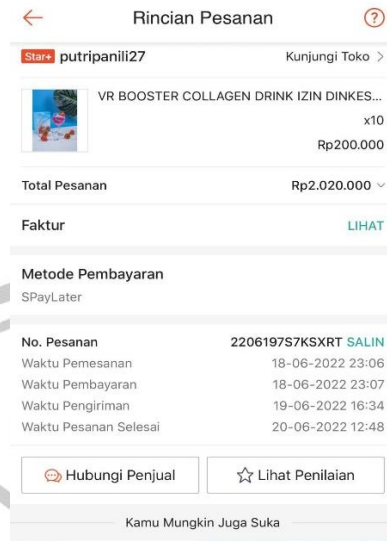 Rincian Pesanan
Star+ putripanili27 Kunjungi Toko >
VR BOOSTER COLLAGEN DRINK IZIN DINKES...
x10
Rp200.000
Total Pesanan Rp2.020.000
Faktur LIHAT
Metode Pembayaran
SPayLater
No. Pesanan 2206197S7KSXRT SALIN
Waktu Pemesanan 18-06-2022 23:06
Waktu Pembayaran 18-06-2022 23:07
Waktu Pengiriman 19-06-2022 16:34
Waktu Pesanan Selesai 20-06-2022 12:48
Hubungi Penjual Lihat Penilaian
Kamu Mungkin Juga Suka